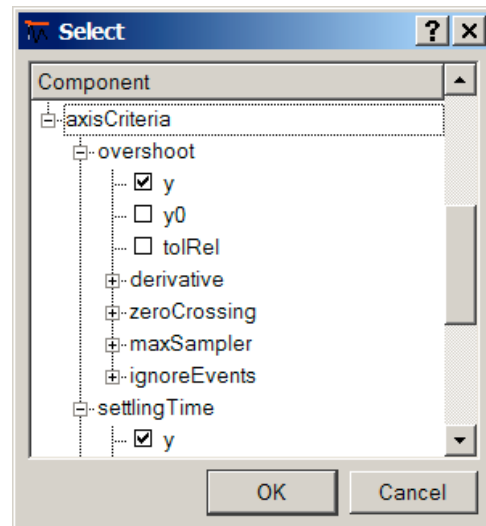 Select
Component
axisCriteria
overshoot
y
y0
tolRel
derivative
zeroCrossing
maxSampler
ignoreEvents
settlingTime
y
OK Cancel